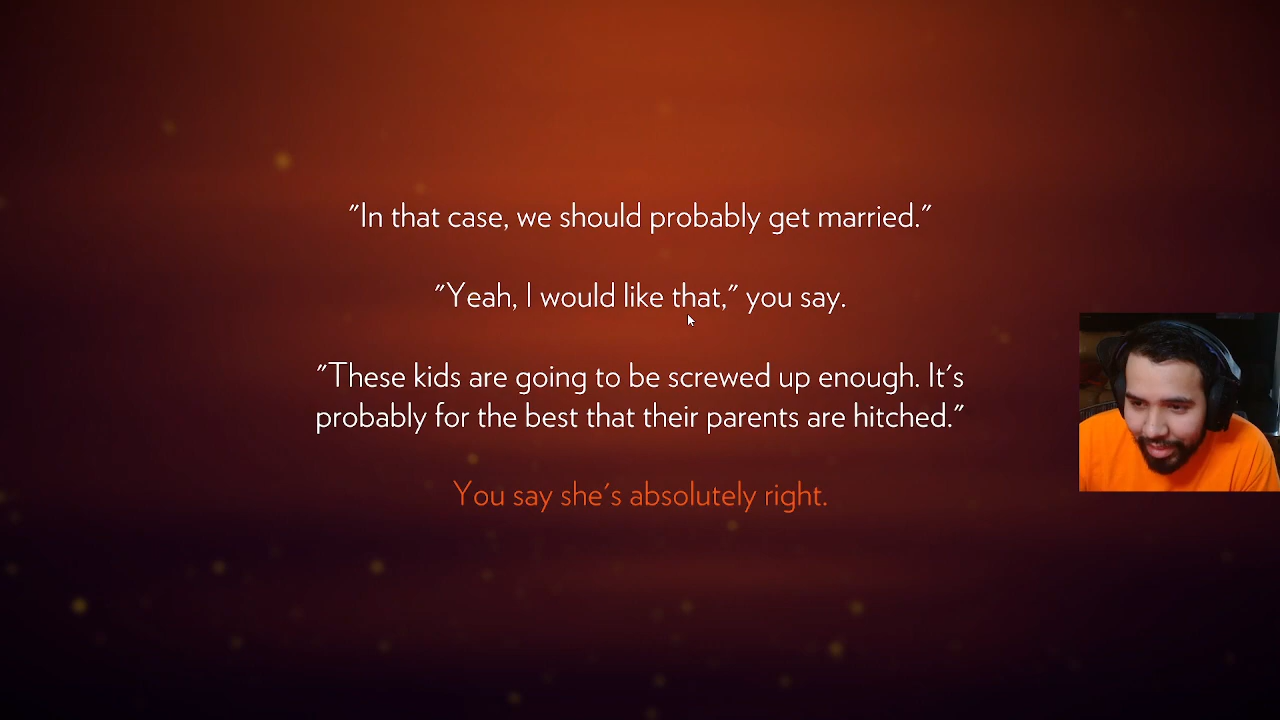 "In that case, we should probably get married."
"Yeah, I would like that," you say.
"These kids are going to be screwed up enough. It's
probably for the best that their parents are hitched."
You say she's absolutely right.